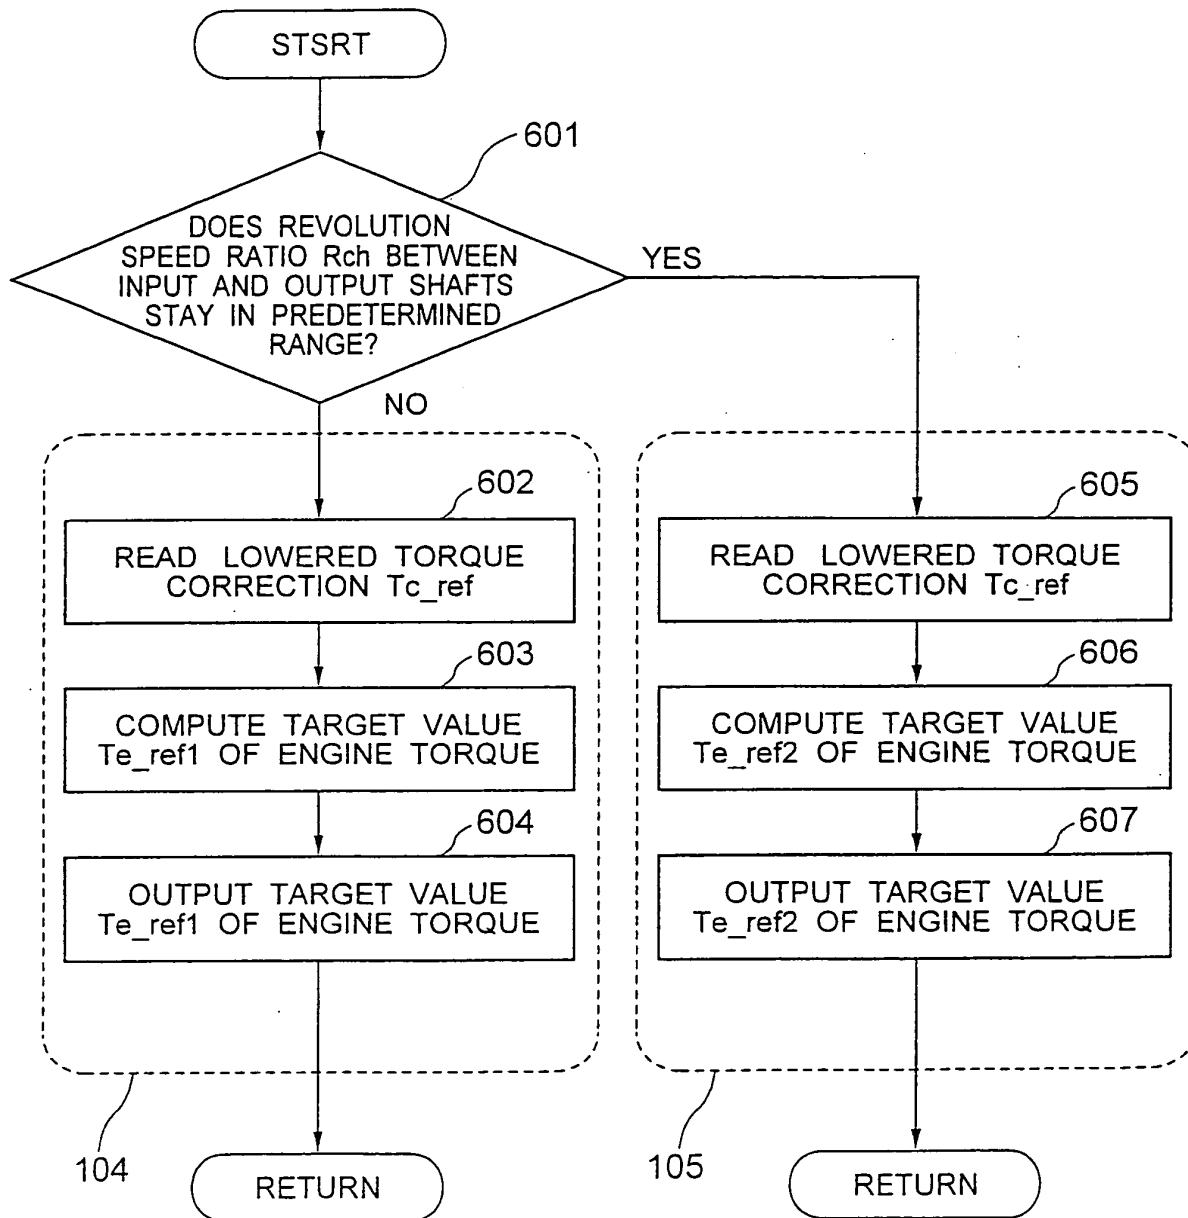 STSRT
601
DOES REVOLUTION
SPEED RATIO Rch BETWEEN
INPUT AND OUTPUT SHAFTS
STAY IN PREDETERMINED
RANGE?
YES
NO
602
READ LOWERED TORQUE
CORRECTION Tc_ref
603
COMPUTE TARGET VALUE
Te_ref1 OF ENGINE TORQUE
604
OUTPUT TARGET VALUE
Te_ref1 OF ENGINE TORQUE
104
RETURN
605
READ LOWERED TORQUE
CORRECTION Tc_ref
606
COMPUTE TARGET VALUE
Te_ref2 OF ENGINE TORQUE
607
OUTPUT TARGET VALUE
Te_ref2 OF ENGINE TORQUE
105
RETURN